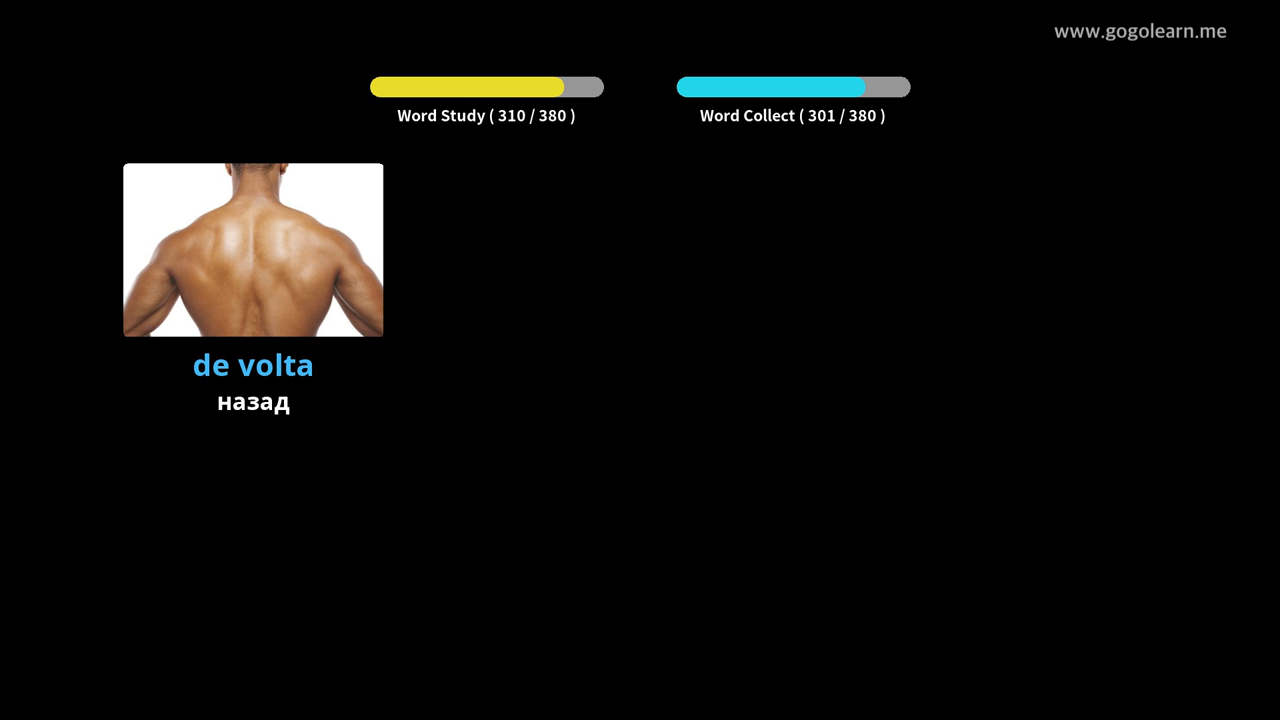 www.gogolearn.me
Word Study ( 310 / 380 )
Word Collect ( 301 / 380 )
de volta
назад